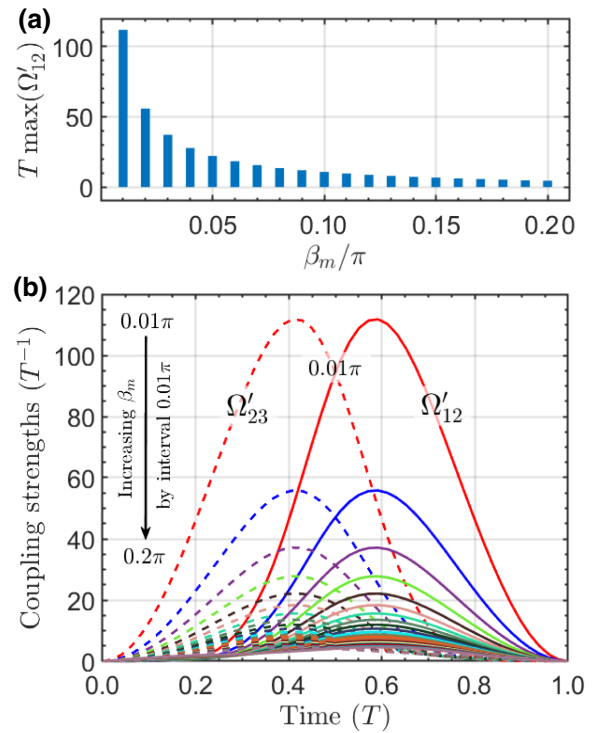 (a)
T max(Ω′₁₂)
100
50
0
0.05 0.10 0.15 0.20
βₘ/π
(b)
Coupling strengths (T⁻¹)
120
100
80
60
40
20
0
0.01π
Increasing βₘ
by interval 0.01π
0.2π
Ω′₂₃
0.01π
Ω′₁₂
0.0 0.2 0.4 0.6 0.8 1.0
Time (T)